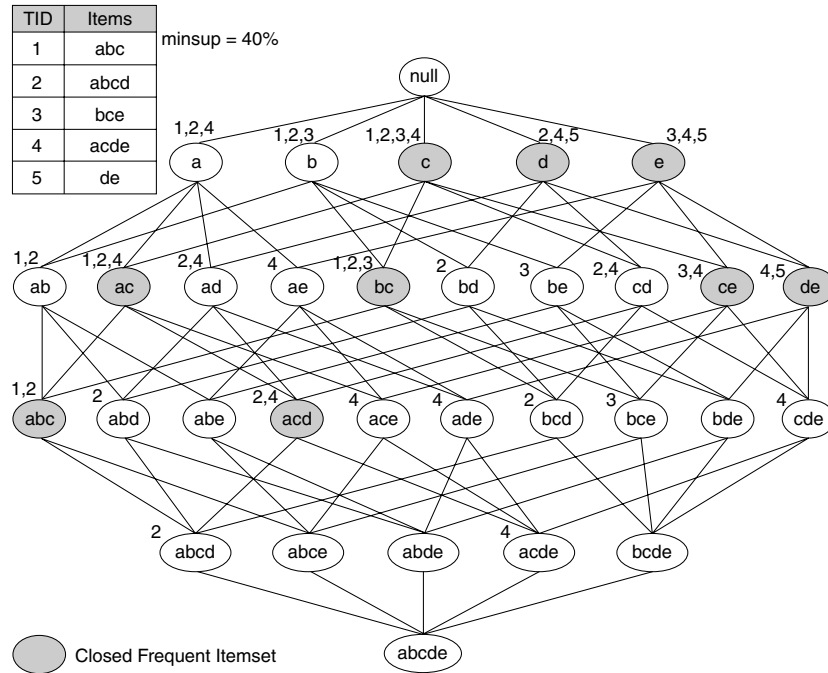 TID Items
1 abc
2 abcd
3 bce
4 acde
5 de
minsup = 40%
null
1,2,4 1,2,3 1,2,3,4 2,4,5 3,4,5
a b c d e
1,2 1,2,4 2,4 4 1,2,3 2 3 2,4 3,4 4,5
ab ac ad ae bc bd be cd ce de
1,2 2 2,4 4 4 2 3 4
abc abd abe acd ace ade bcd bce bde cde
2 4
abcd abce abde acde bcde
abcde
Closed Frequent Itemset